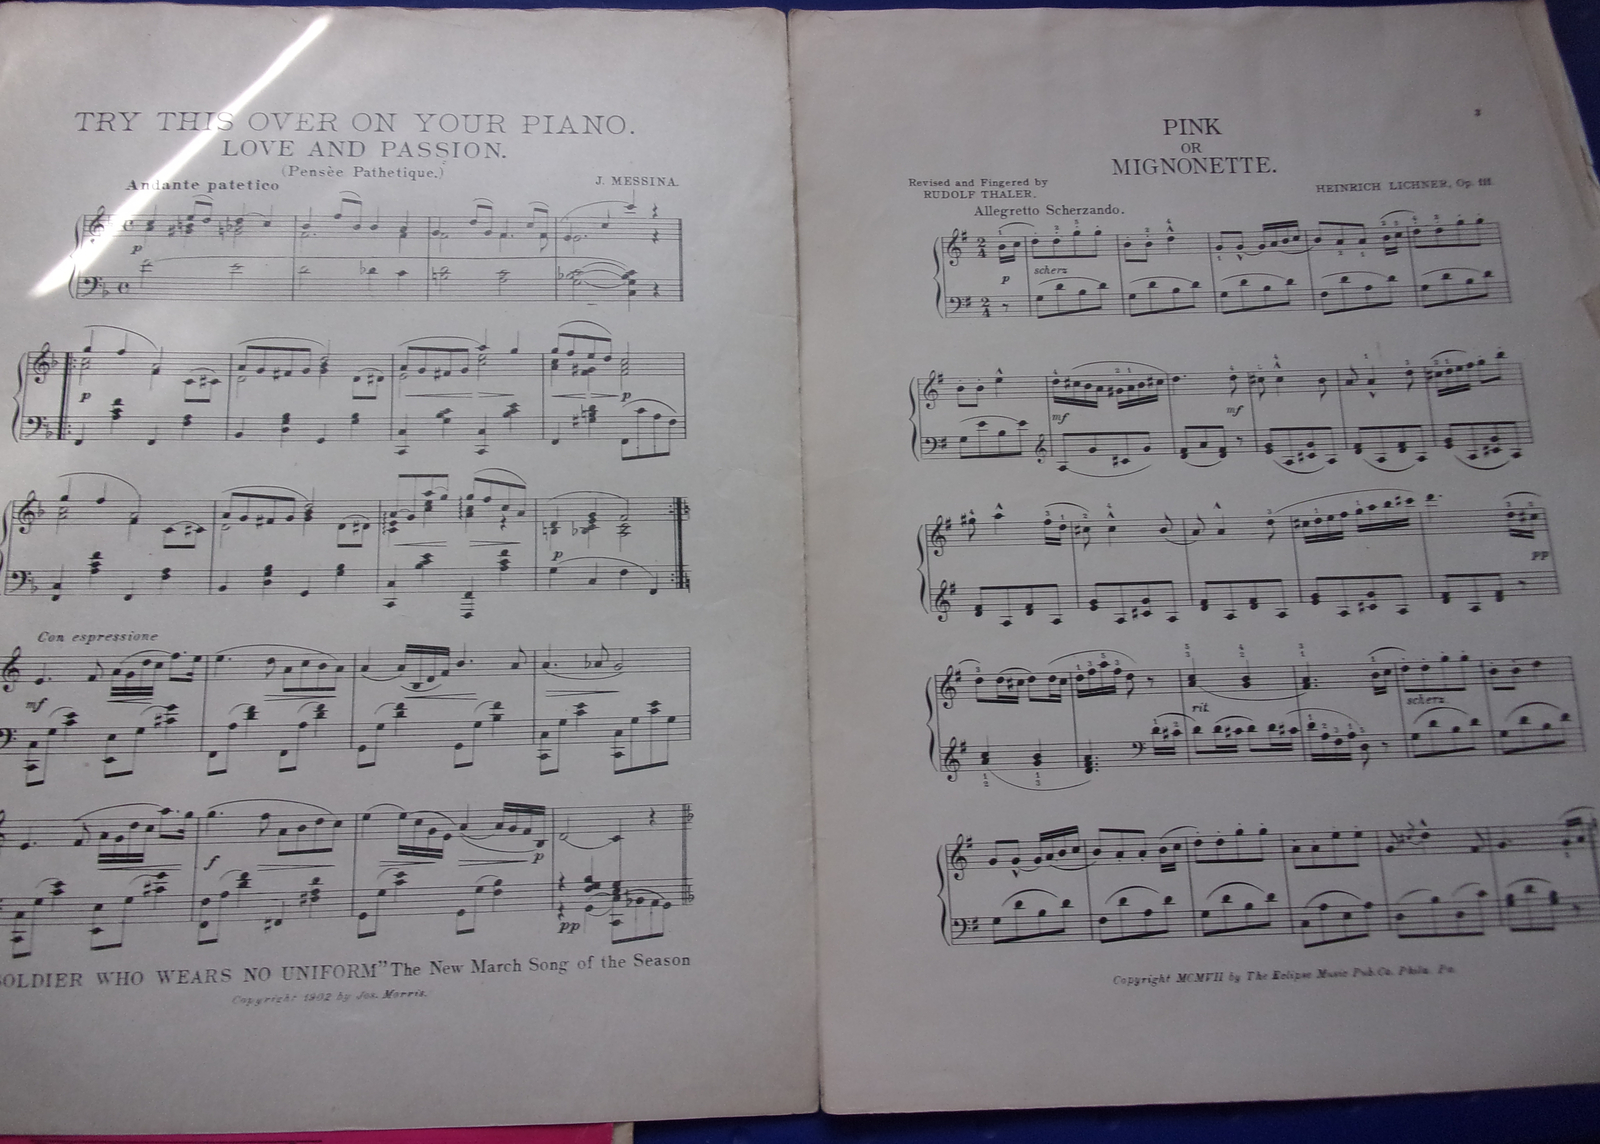 TRY THIS OVER ON YOUR PIANO.
LOVE AND PASSION.
(Pensèe Pathetique.)
Andante patetico
J. MESSINA.
p
p
p
p
Con espressione
mf
f
p
pp
OLDIER WHO WEARS NO UNIFORM" The New March Song of the Season
Copyright 1902 by Jos. Morris.
3
PINK
OR
MIGNONETTE.
Revised and Fingered by
RUDOLF THALER.
HEINRICH LICHNER, Op. 111.
Allegretto Scherzando.
p
scherz
mf
mf
pp
rit
scherz.
Copyright MCMVII by The Eclipse Music Pub. Co. Phila. Pa.